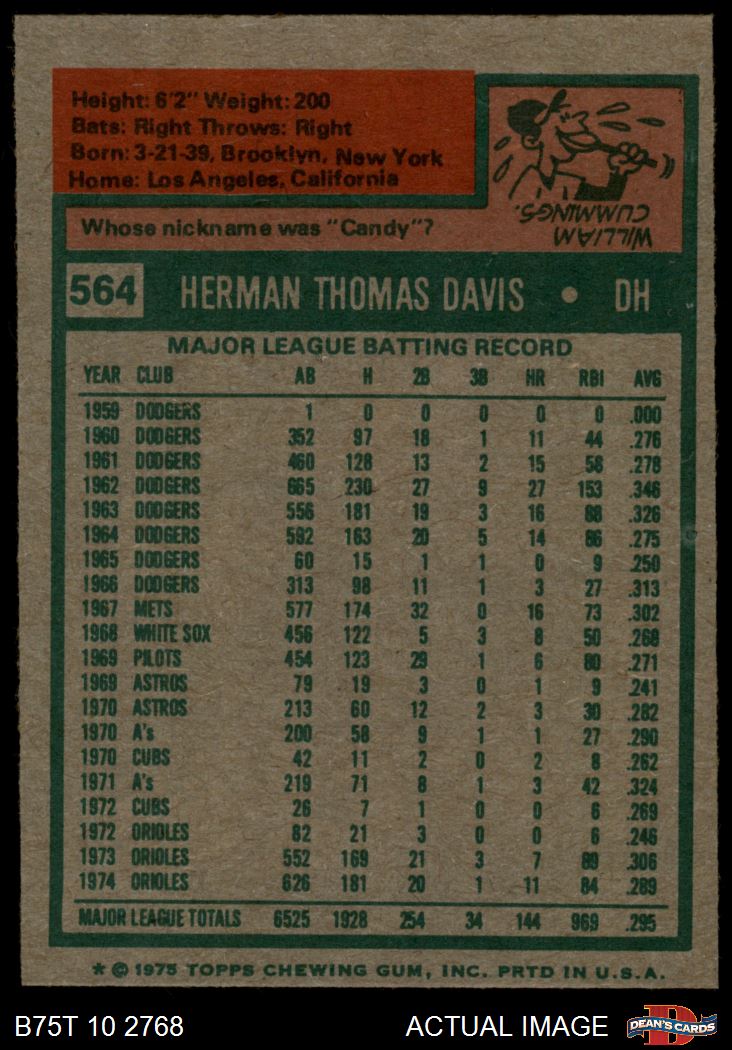 Height: 6'2" Weight: 200
Bats: Right Throws: Right
Born: 3-21-39, Brooklyn, New York
Home: Los Angeles, California
Whose nickname was "Candy"?
WILLIAM
CUMMINGS.
564 HERMAN THOMAS DAVIS • DH
MAJOR LEAGUE BATTING RECORD
YEAR CLUB AB H 2B 3B HR RBI AVG
1959 DODGERS 1 0 0 0 0 0 .000
1960 DODGERS 352 97 18 1 11 44 .276
1961 DODGERS 460 128 13 2 15 58 .278
1962 DODGERS 665 230 27 9 27 153 .346
1963 DODGERS 556 181 19 3 16 88 .326
1964 DODGERS 592 163 20 5 14 86 .275
1965 DODGERS 60 15 1 1 0 9 .250
1966 DODGERS 313 98 11 1 3 27 .313
1967 METS 577 174 32 0 16 73 .302
1968 WHITE SOX 456 122 5 3 8 50 .268
1969 PILOTS 454 123 29 1 6 80 .271
1969 ASTROS 79 19 3 0 1 9 .241
1970 ASTROS 213 60 12 2 3 30 .282
1970 A's 200 58 9 1 1 27 .290
1970 CUBS 42 11 2 0 2 8 .262
1971 A's 219 71 8 1 3 42 .324
1972 CUBS 26 7 1 0 0 6 .269
1972 ORIOLES 82 21 3 0 0 6 .246
1973 ORIOLES 552 169 21 3 7 89 .306
1974 ORIOLES 626 181 20 1 11 84 .289
MAJOR LEAGUE TOTALS 6525 1928 254 34 144 969 .295
* © 1975 TOPPS CHEWING GUM, INC. PRTD IN U.S.A.
B75T 10 2768 ACTUAL IMAGE DEAN'S CARDS